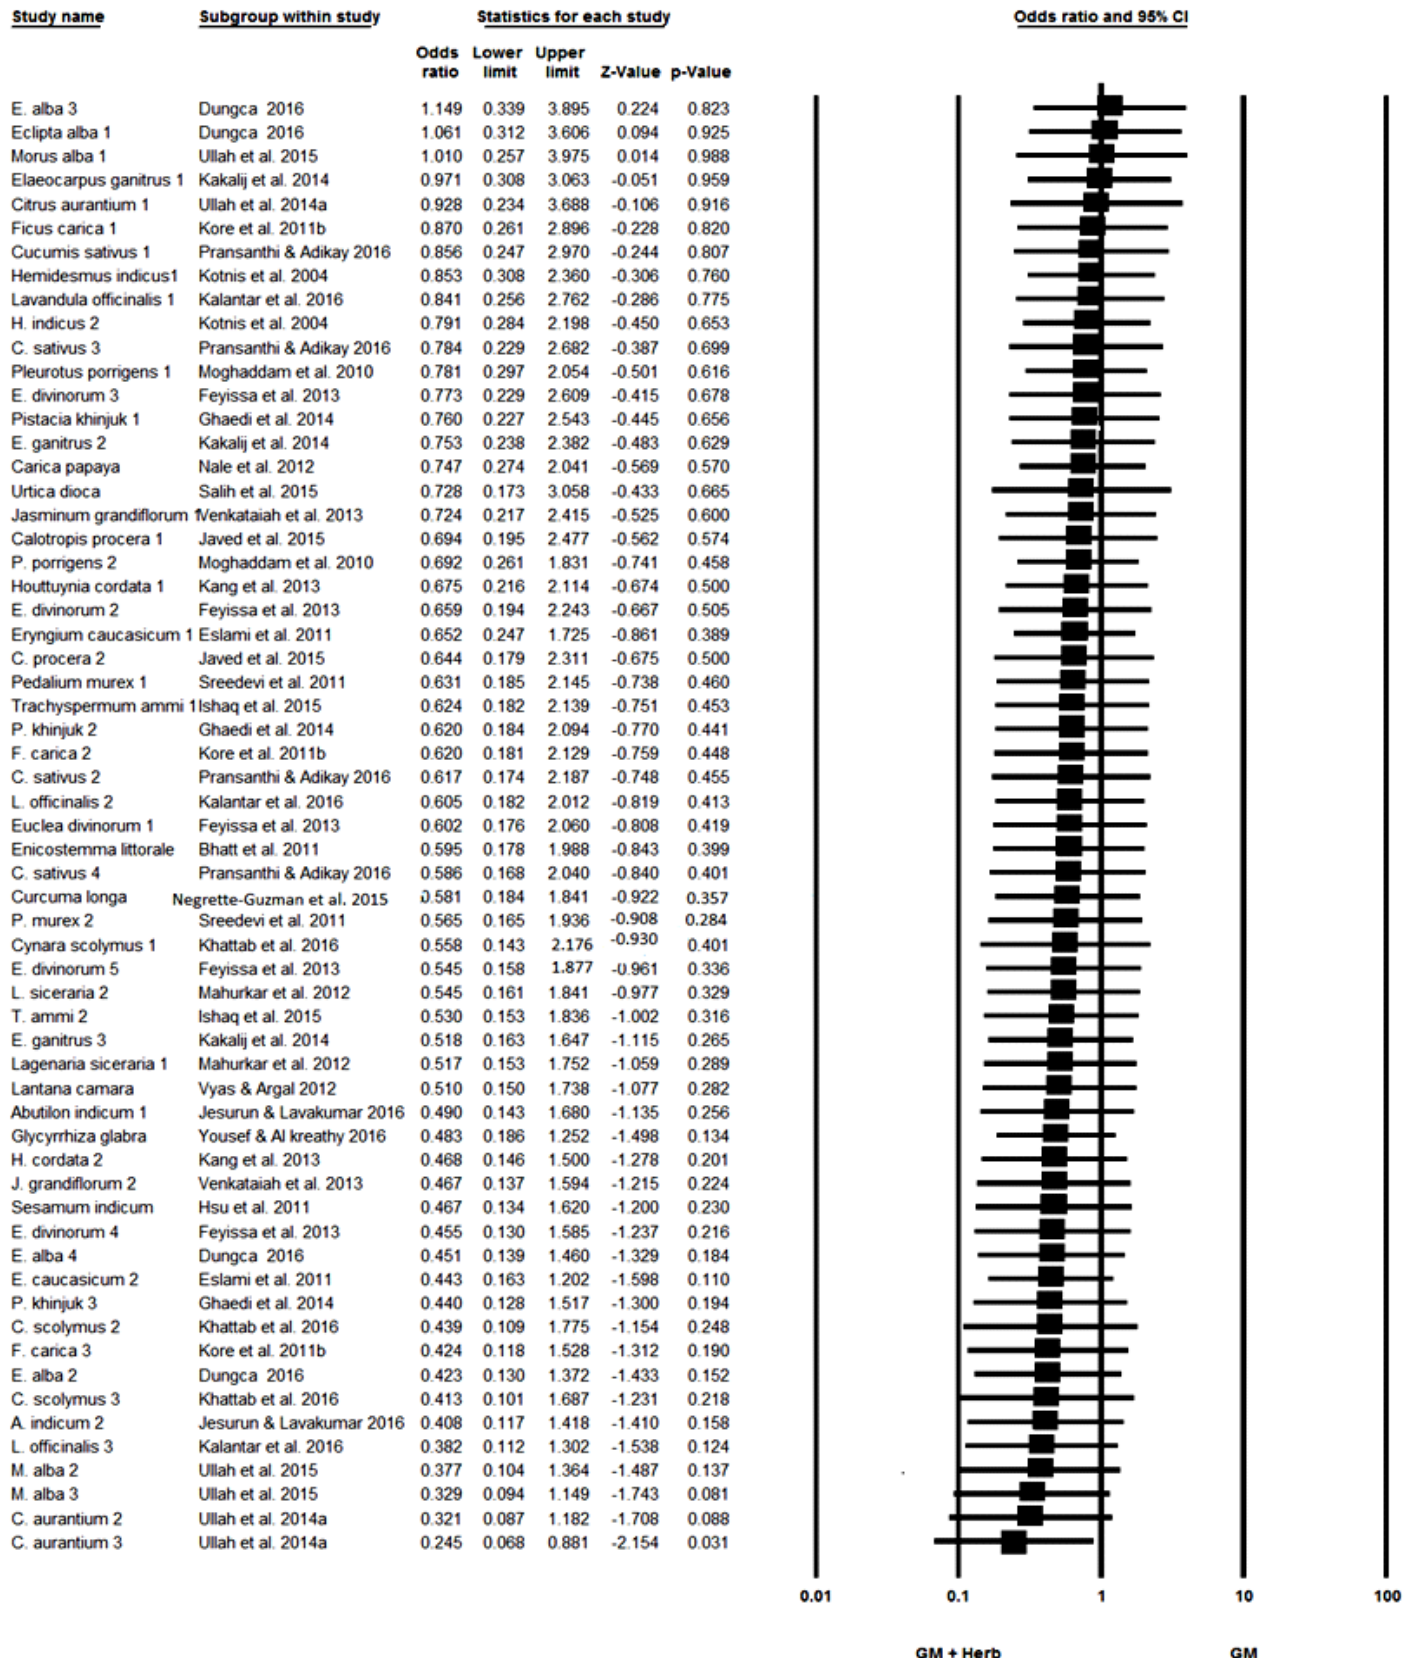 Study name Subgroup within study Statistics for each study Odds ratio and 95% CI
Odds Lower Upper
ratio limit limit Z-Value p-Value
E. alba 3 Dungca 2016 1.149 0.339 3.895 0.224 0.823
Eclipta alba 1 Dungca 2016 1.061 0.312 3.606 0.094 0.925
Morus alba 1 Ullah et al. 2015 1.010 0.257 3.975 0.014 0.988
Elaeocarpus ganitrus 1 Kakalij et al. 2014 0.971 0.308 3.063 -0.051 0.959
Citrus aurantium 1 Ullah et al. 2014a 0.928 0.234 3.688 -0.106 0.916
Ficus carica 1 Kore et al. 2011b 0.870 0.261 2.896 -0.228 0.820
Cucumis sativus 1 Pransanthi & Adikay 2016 0.856 0.247 2.970 -0.244 0.807
Hemidesmus indicus1 Kotnis et al. 2004 0.853 0.308 2.360 -0.306 0.760
Lavandula officinalis 1 Kalantar et al. 2016 0.841 0.256 2.762 -0.286 0.775
H. indicus 2 Kotnis et al. 2004 0.791 0.284 2.198 -0.450 0.653
C. sativus 3 Pransanthi & Adikay 2016 0.784 0.229 2.682 -0.387 0.699
Pleurotus porrigens 1 Moghaddam et al. 2010 0.781 0.297 2.054 -0.501 0.616
E. divinorum 3 Feyissa et al. 2013 0.773 0.229 2.609 -0.415 0.678
Pistacia khinjuk 1 Ghaedi et al. 2014 0.760 0.227 2.543 -0.445 0.656
E. ganitrus 2 Kakalij et al. 2014 0.753 0.238 2.382 -0.483 0.629
Carica papaya Nale et al. 2012 0.747 0.274 2.041 -0.569 0.570
Urtica dioca Salih et al. 2015 0.728 0.173 3.058 -0.433 0.665
Jasminum grandiflorum 1 Venkataiah et al. 2013 0.724 0.217 2.415 -0.525 0.600
Calotropis procera 1 Javed et al. 2015 0.694 0.195 2.477 -0.562 0.574
P. porrigens 2 Moghaddam et al. 2010 0.692 0.261 1.831 -0.741 0.458
Houttuynia cordata 1 Kang et al. 2013 0.675 0.216 2.114 -0.674 0.500
E. divinorum 2 Feyissa et al. 2013 0.659 0.194 2.243 -0.667 0.505
Eryngium caucasicum 1 Eslami et al. 2011 0.652 0.247 1.725 -0.861 0.389
C. procera 2 Javed et al. 2015 0.644 0.179 2.311 -0.675 0.500
Pedalium murex 1 Sreedevi et al. 2011 0.631 0.185 2.145 -0.738 0.460
Trachyspermum ammi 1 Ishaq et al. 2015 0.624 0.182 2.139 -0.751 0.453
P. khinjuk 2 Ghaedi et al. 2014 0.620 0.184 2.094 -0.770 0.441
F. carica 2 Kore et al. 2011b 0.620 0.181 2.129 -0.759 0.448
C. sativus 2 Pransanthi & Adikay 2016 0.617 0.174 2.187 -0.748 0.455
L. officinalis 2 Kalantar et al. 2016 0.605 0.182 2.012 -0.819 0.413
Euclea divinorum 1 Feyissa et al. 2013 0.602 0.176 2.060 -0.808 0.419
Enicostemma littorale Bhatt et al. 2011 0.595 0.178 1.988 -0.843 0.399
C. sativus 4 Pransanthi & Adikay 2016 0.586 0.168 2.040 -0.840 0.401
Curcuma longa Negrette-Guzman et al. 2015 0.581 0.184 1.841 -0.922 0.357
P. murex 2 Sreedevi et al. 2011 0.565 0.165 1.936 -0.908 0.284
Cynara scolymus 1 Khattab et al. 2016 0.558 0.143 2.176 -0.930 0.401
E. divinorum 5 Feyissa et al. 2013 0.545 0.158 1.877 -0.961 0.336
L. siceraria 2 Mahurkar et al. 2012 0.545 0.161 1.841 -0.977 0.329
T. ammi 2 Ishaq et al. 2015 0.530 0.153 1.836 -1.002 0.316
E. ganitrus 3 Kakalij et al. 2014 0.518 0.163 1.647 -1.115 0.265
Lagenaria siceraria 1 Mahurkar et al. 2012 0.517 0.153 1.752 -1.059 0.289
Lantana camara Vyas & Argal 2012 0.510 0.150 1.738 -1.077 0.282
Abutilon indicum 1 Jesurun & Lavakumar 2016 0.490 0.143 1.680 -1.135 0.256
Glycyrrhiza glabra Yousef & Al kreathy 2016 0.483 0.186 1.252 -1.498 0.134
H. cordata 2 Kang et al. 2013 0.468 0.146 1.500 -1.278 0.201
J. grandiflorum 2 Venkataiah et al. 2013 0.467 0.137 1.594 -1.215 0.224
Sesamum indicum Hsu et al. 2011 0.467 0.134 1.620 -1.200 0.230
E. divinorum 4 Feyissa et al. 2013 0.455 0.130 1.585 -1.237 0.216
E. alba 4 Dungca 2016 0.451 0.139 1.460 -1.329 0.184
E. caucasicum 2 Eslami et al. 2011 0.443 0.163 1.202 -1.598 0.110
P. khinjuk 3 Ghaedi et al. 2014 0.440 0.128 1.517 -1.300 0.194
C. scolymus 2 Khattab et al. 2016 0.439 0.109 1.775 -1.154 0.248
F. carica 3 Kore et al. 2011b 0.424 0.118 1.528 -1.312 0.190
E. alba 2 Dungca 2016 0.423 0.130 1.372 -1.433 0.152
C. scolymus 3 Khattab et al. 2016 0.413 0.101 1.687 -1.231 0.218
A. indicum 2 Jesurun & Lavakumar 2016 0.408 0.117 1.418 -1.410 0.158
L. officinalis 3 Kalantar et al. 2016 0.382 0.112 1.302 -1.538 0.124
M. alba 2 Ullah et al. 2015 0.377 0.104 1.364 -1.487 0.137
M. alba 3 Ullah et al. 2015 0.329 0.094 1.149 -1.743 0.081
C. aurantium 2 Ullah et al. 2014a 0.321 0.087 1.182 -1.708 0.088
C. aurantium 3 Ullah et al. 2014a 0.245 0.068 0.881 -2.154 0.031
0.01 0.1 1 10 100
GM + Herb GM